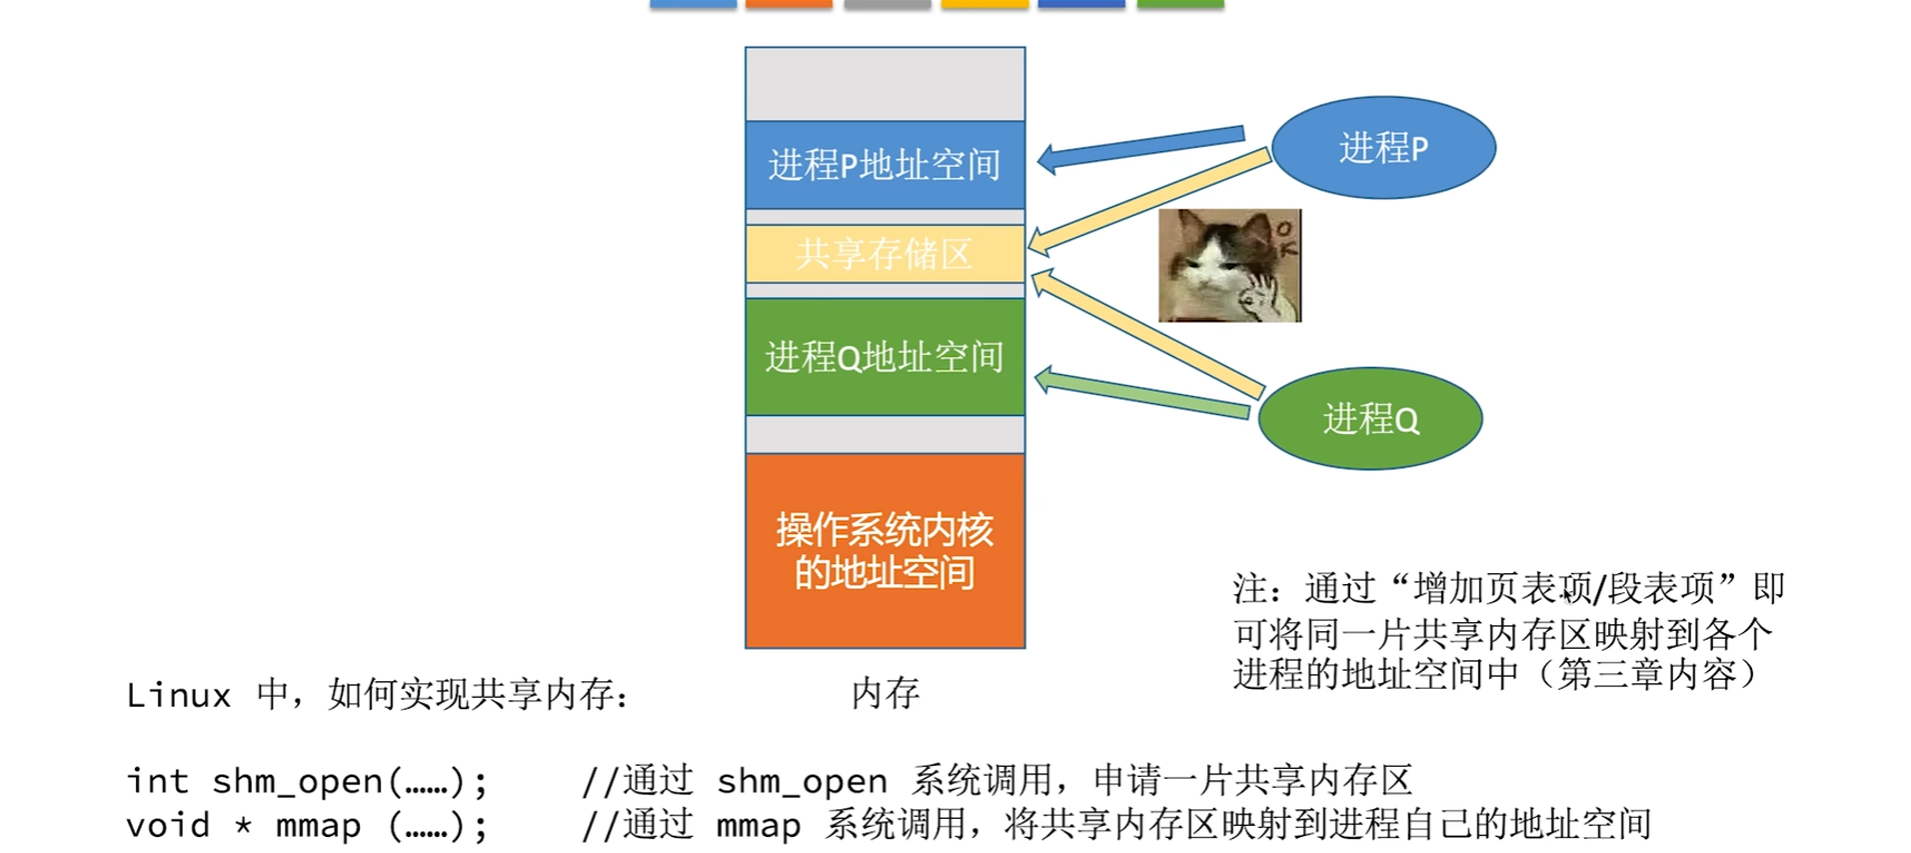 进程P地址空间
进程P
共享存储区
O
K
进程Q地址空间
进程Q
操作系统内核
的地址空间
注：通过“增加页表项/段表项”即
可将同一片共享内存区映射到各个
进程的地址空间中（第三章内容）
Linux 中，如何实现共享内存：
内存
int shm_open(……); //通过 shm_open 系统调用，申请一片共享内存区
void * mmap (……); //通过 mmap 系统调用，将共享内存区映射到进程自己的地址空间